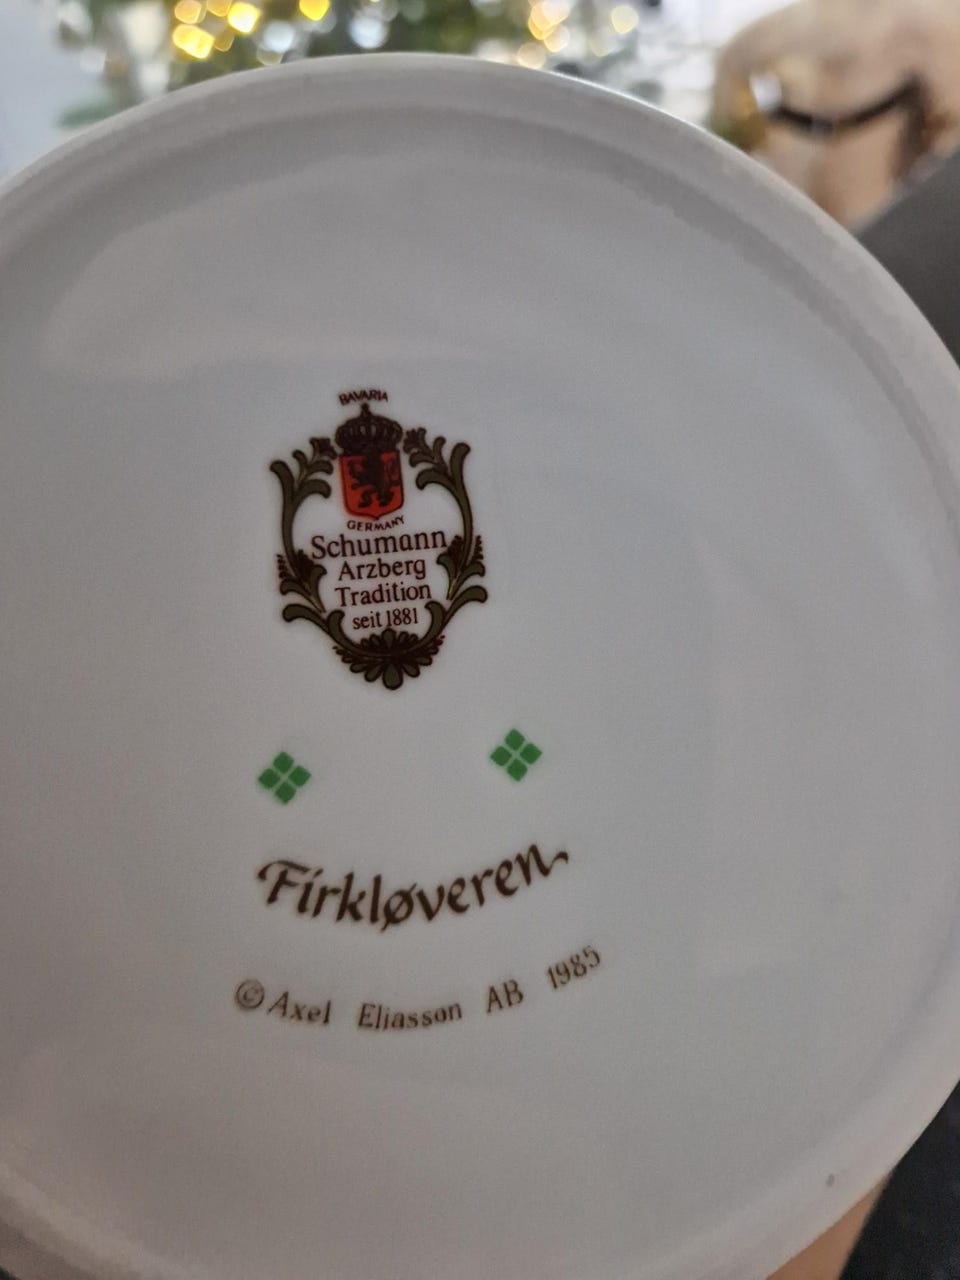 BAVARIA
GERMANY
Schumann
Arzberg
Tradition
seit 1881
Firkløveren
© Axel Eliasson AB 1985